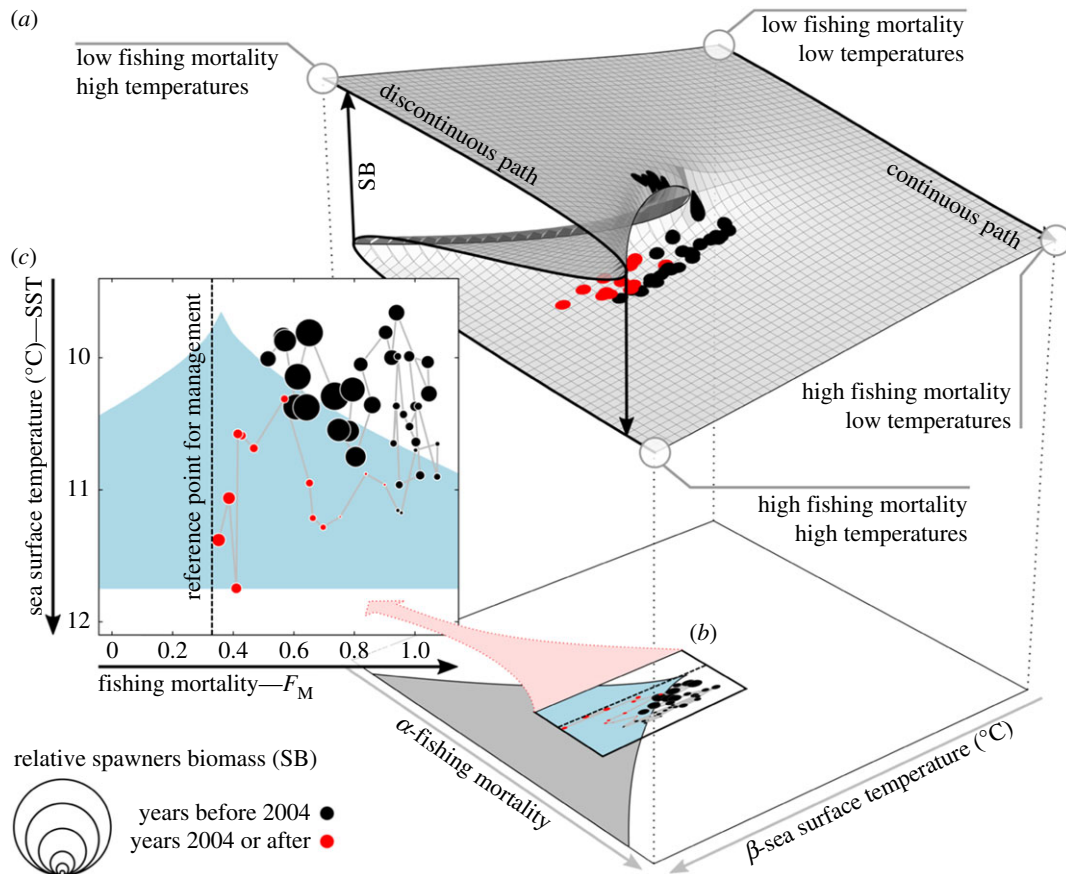 (a)
low fishing mortality
high temperatures
low fishing mortality
low temperatures
discontinuous path
continuous path
SB
high fishing mortality
low temperatures
high fishing mortality
high temperatures
(c)
sea surface temperature (°C)—SST
10
11
12
reference point for management
0 0.2 0.4 0.6 0.8 1.0
fishing mortality—FM
(b)
α-fishing mortality
β-sea surface temperature (°C)
relative spawners biomass (SB)
years before 2004
years 2004 or after